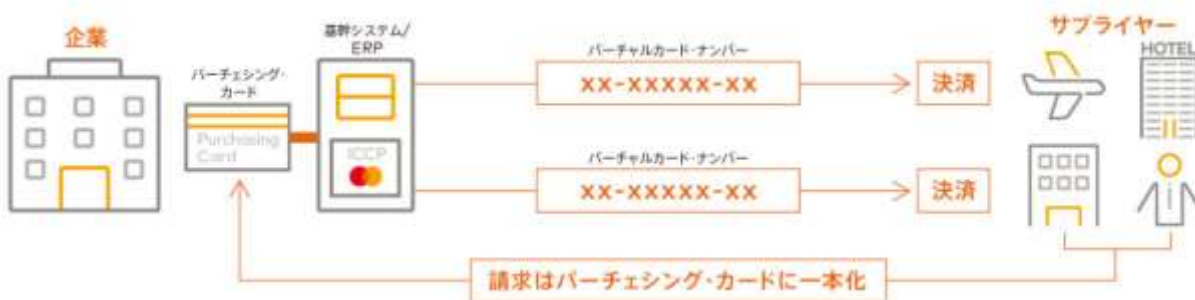 企業
パーチェシング・
カード
Purchasing
Card
基幹システム/
ERP
ICCP
バーチャルカード・ナンバー
XX-XXXXX-XX
決済
バーチャルカード・ナンバー
XX-XXXXX-XX
決済
サプライヤー
HOTEL
請求はパーチェシング・カードに一本化